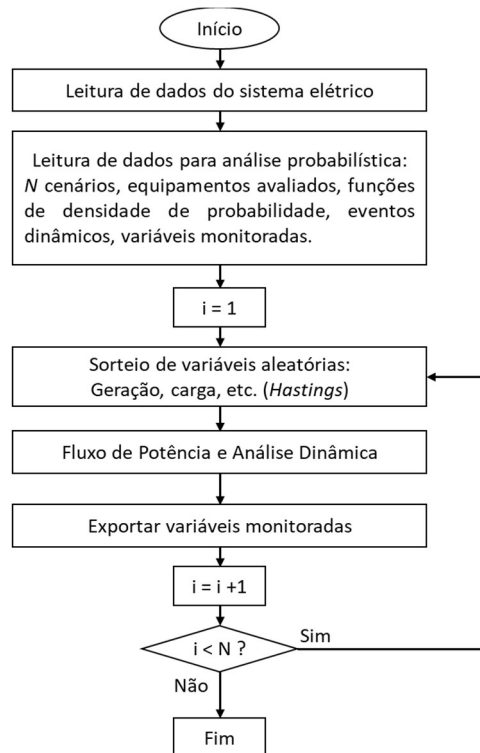 Início
Leitura de dados do sistema elétrico
Leitura de dados para análise probabilística:
N cenários, equipamentos avaliados, funções
de densidade de probabilidade, eventos
dinâmicos, variáveis monitoradas.
i = 1
Sorteio de variáveis aleatórias:
Geração, carga, etc. (Hastings)
Fluxo de Potência e Análise Dinâmica
Exportar variáveis monitoradas
i = i +1
i < N ?
Sim
Não
Fim